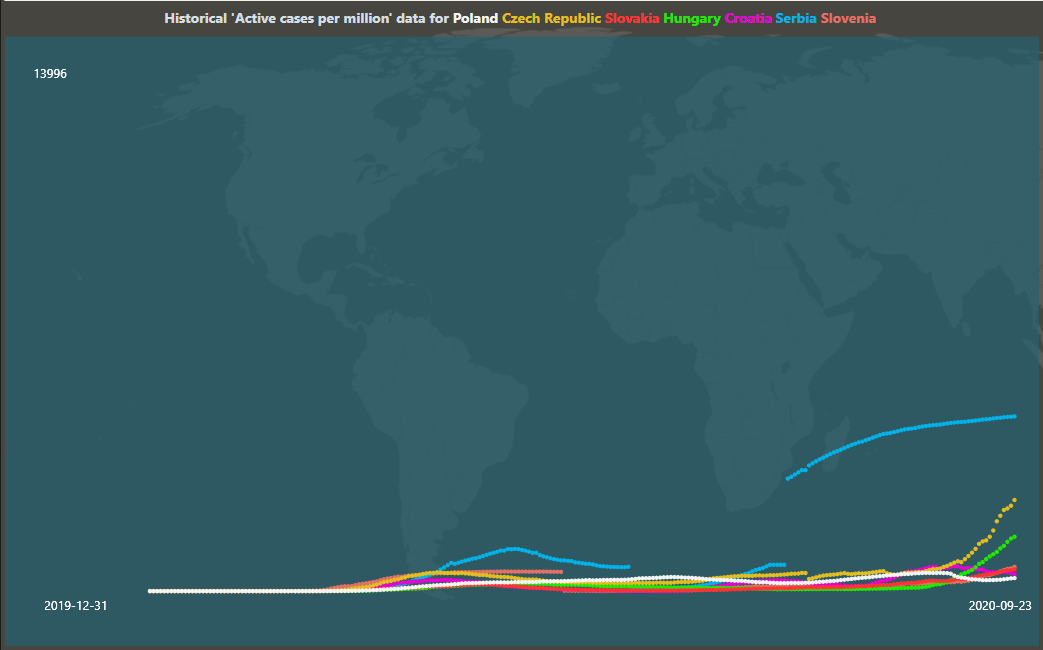 Historical 'Active cases per million' data for Poland Czech Republic Slovakia Hungary Croatia Serbia Slovenia
13996
2019-12-31
2020-09-23